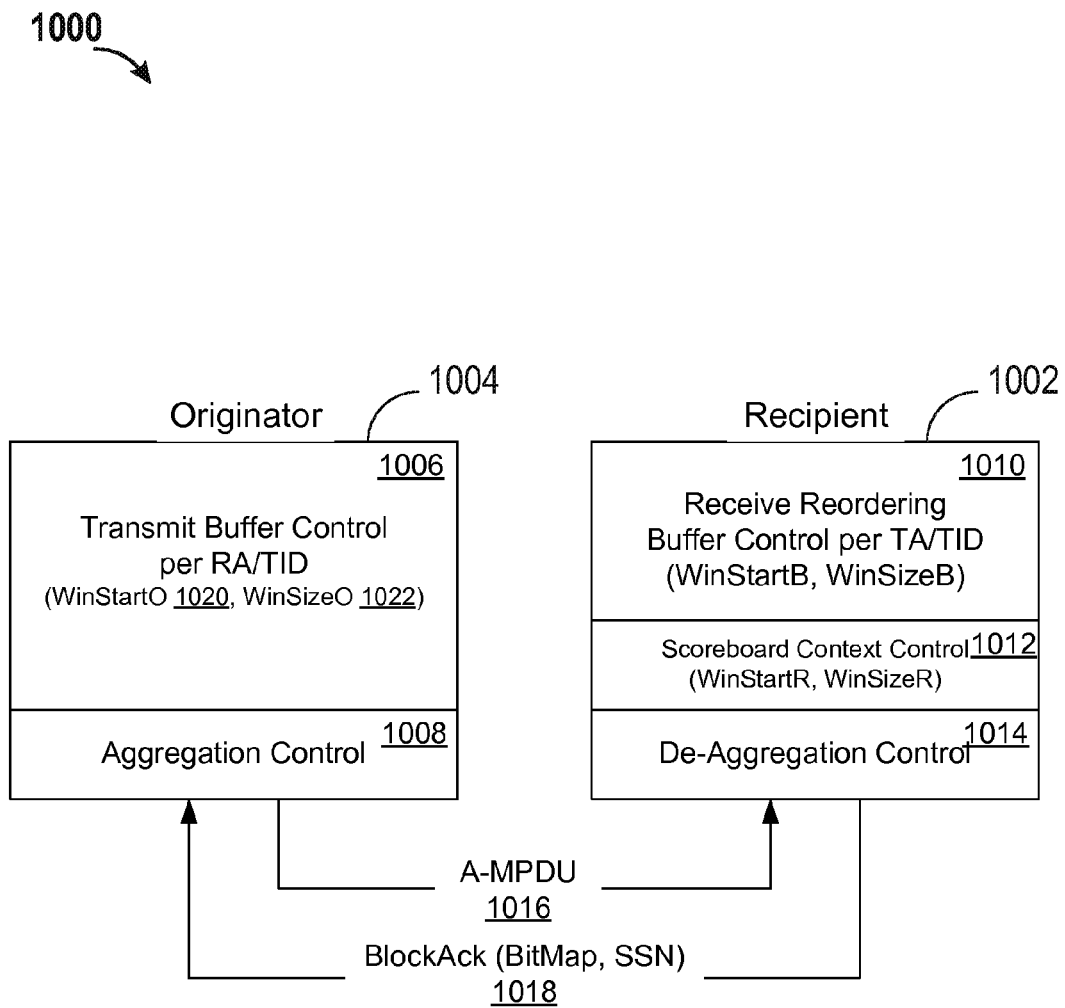 1000
1004
Originator
1006
Transmit Buffer Control
per RA/TID
(WinStartO 1020, WinSizeO 1022)
1008
Aggregation Control
1002
Recipient
1010
Receive Reordering
Buffer Control per TA/TID
(WinStartB, WinSizeB)
Scoreboard Context Control 1012
(WinStartR, WinSizeR)
1014
De-Aggregation Control
A-MPDU
1016
BlockAck (BitMap, SSN)
1018